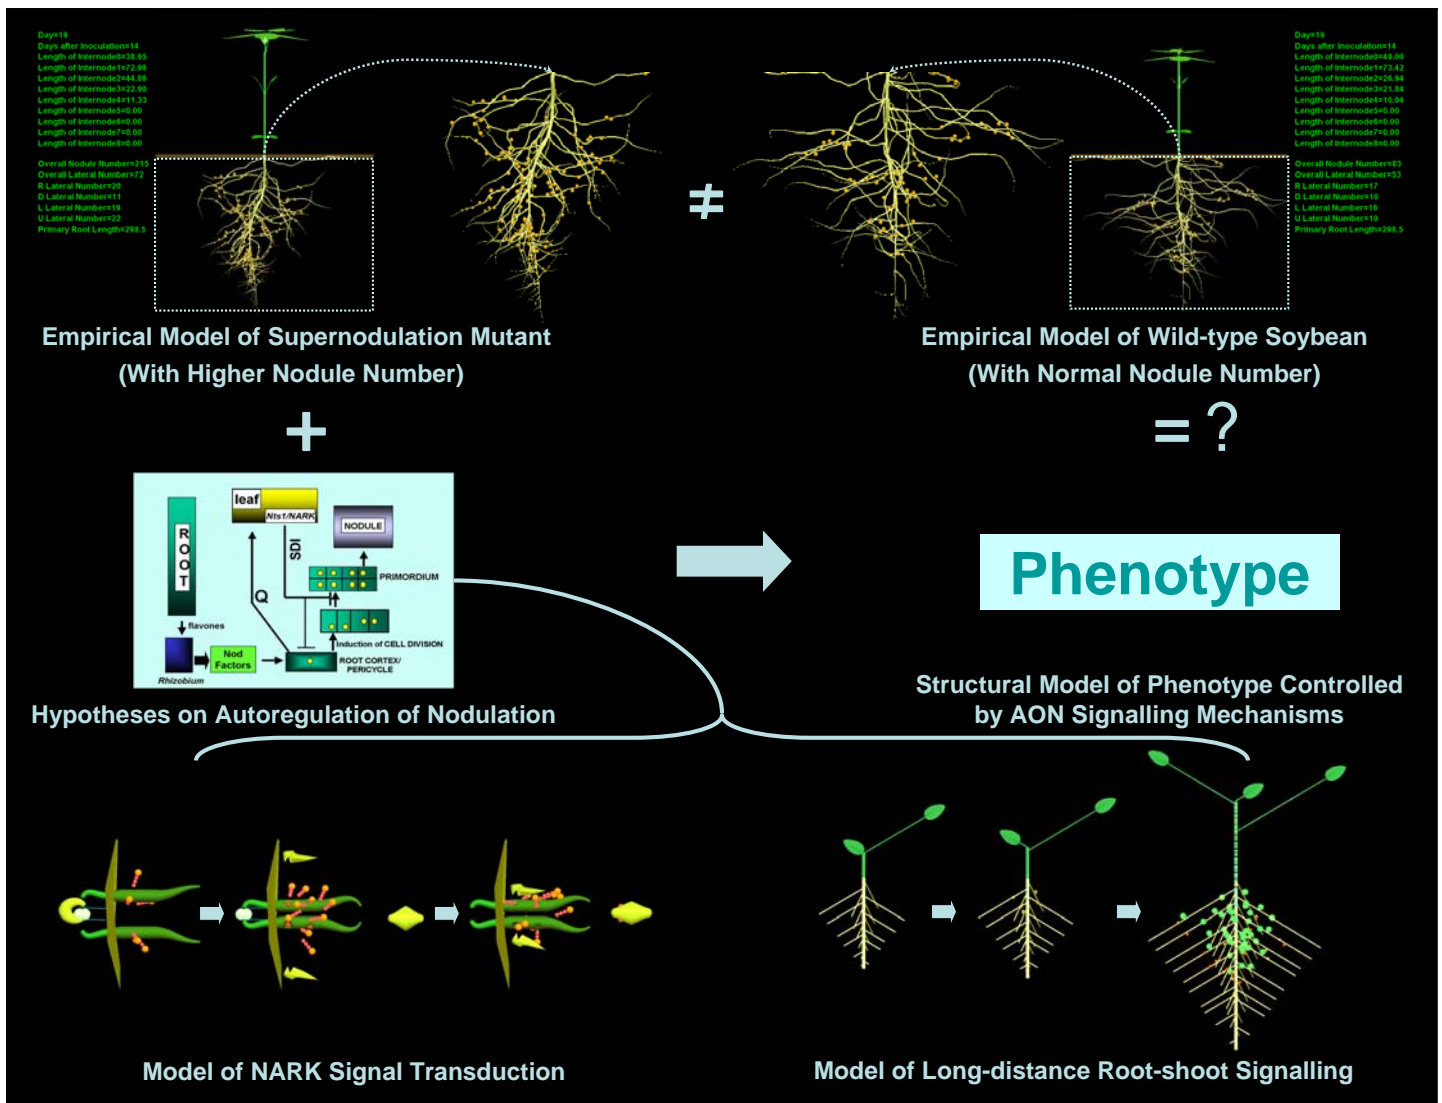 Day=19
Days after Inoculation=14
Length of Internode0=38.95
Length of Internode1=72.96
Length of Internode2=44.86
Length of Internode3=22.90
Length of Internode4=11.33
Length of Internode5=0.00
Length of Internode6=0.00
Length of Internode7=0.00
Length of Internode8=0.00
Overall Nodule Number=215
Overall Lateral Number=72
R Lateral Number=20
D Lateral Number=11
L Lateral Number=19
U Lateral Number=22
Primary Root Length=298.5
≠
Day=19
Days after Inoculation=14
Length of Internode0=49.00
Length of Internode1=73.42
Length of Internode2=26.94
Length of Internode3=21.84
Length of Internode4=10.04
Length of Internode5=0.00
Length of Internode6=0.00
Length of Internode7=0.00
Length of Internode8=0.00
Overall Nodule Number=83
Overall Lateral Number=53
R Lateral Number=17
D Lateral Number=10
L Lateral Number=16
U Lateral Number=10
Primary Root Length=298.5
Empirical Model of Supernodulation Mutant
(With Higher Nodule Number)
Empirical Model of Wild-type Soybean
(With Normal Nodule Number)
+
= ?
ROOT
leaf
Nts1/NARK
SDI
NODULE
PRIMORDIUM
Q
flavones
Induction of CELL DIVISION
Nod
Factors
ROOT CORTEX/
PERICYCLE
Rhizobium
Phenotype
Hypotheses on Autoregulation of Nodulation
Structural Model of Phenotype Controlled
by AON Signalling Mechanisms
Model of NARK Signal Transduction
Model of Long-distance Root-shoot Signalling